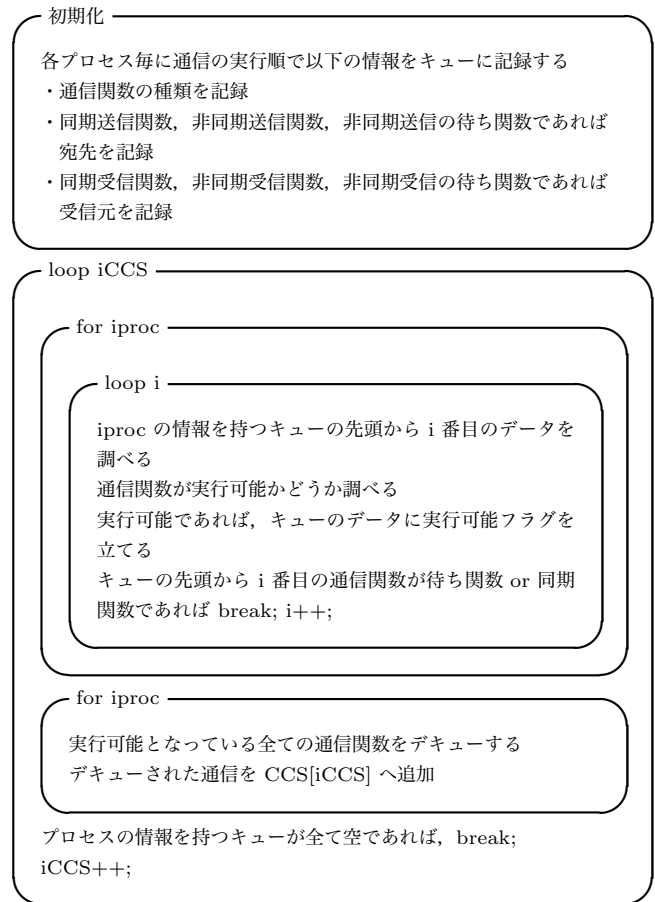 初期化
各プロセス毎に通信の実行順で以下の情報をキューに記録する
・通信関数の種類を記録
・同期送信関数，非同期送信関数，非同期送信の待ち関数であれば
宛先を記録
・同期受信関数，非同期受信関数，非同期受信の待ち関数であれば
受信元を記録
loop iCCS
for iproc
loop i
iproc の情報を持つキューの先頭から i 番目のデータを
調べる
通信関数が実行可能かどうか調べる
実行可能であれば，キューのデータに実行可能フラグを
立てる
キューの先頭から i 番目の通信関数が待ち関数 or 同期
関数であれば break; i++;
for iproc
実行可能となっている全ての通信関数をデキューする
デキューされた通信を CCS[iCCS] へ追加
プロセスの情報を持つキューが全て空であれば，break;
iCCS++;